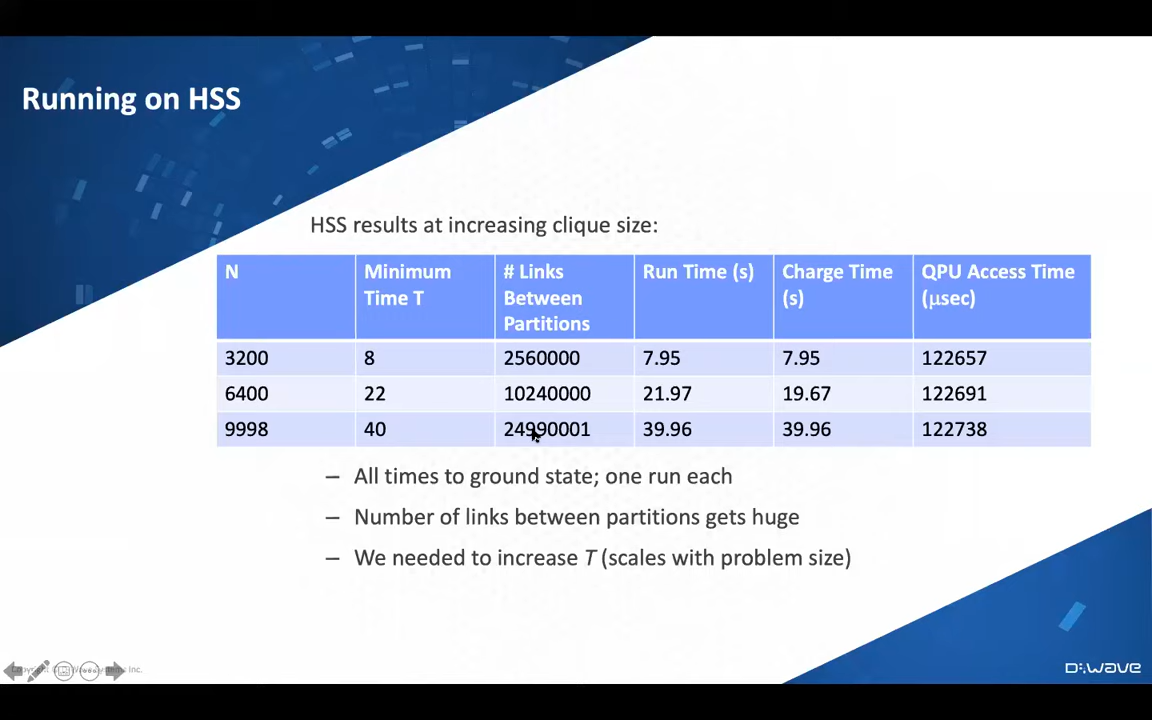 Running on HSS
HSS results at increasing clique size:
N
Minimum
Time T
# Links
Between
Partitions
Run Time (s)
Charge Time
(s)
QPU Access Time
(μsec)
3200 8 2560000 7.95 7.95 122657
6400 22 10240000 21.97 19.67 122691
9998 40 24990001 39.96 39.96 122738
– All times to ground state; one run each
– Number of links between partitions gets huge
– We needed to increase T (scales with problem size)
Inc.
D:wave